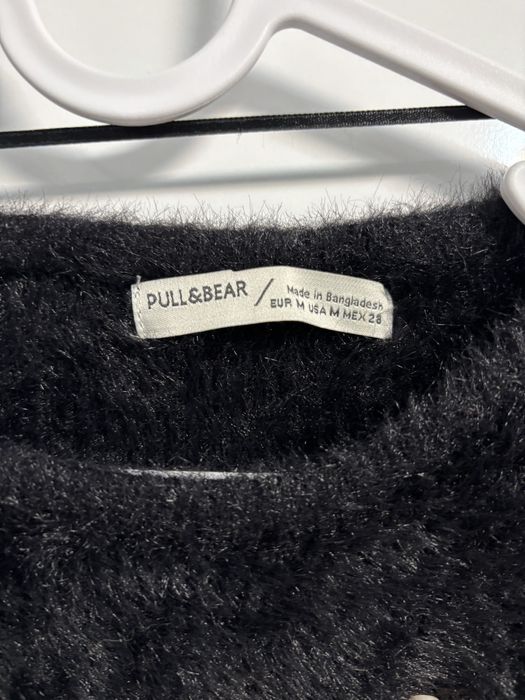 PULL&BEAR / Made in Bangladesh
EUR M USA M MEX 28